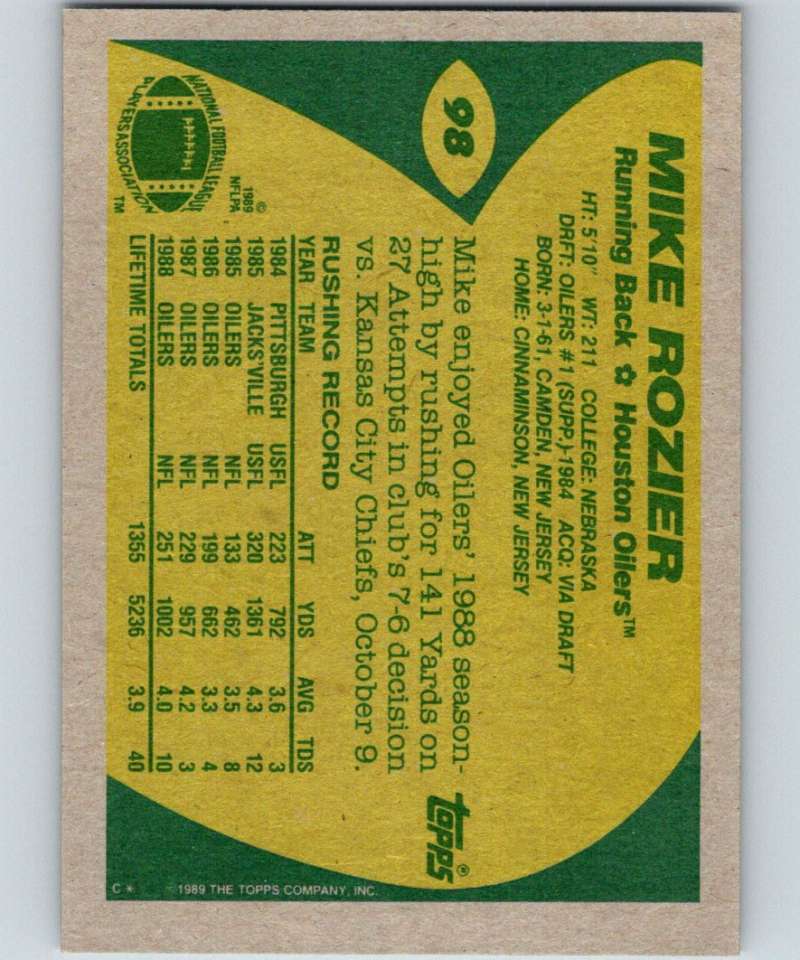 98
MIKE ROZIER
Running Back ✿ Houston Oilers™
HT: 5'10" WT: 211 COLLEGE: NEBRASKA
DRFT: OILERS #1 (SUPP.)-1984 ACQ: VIA DRAFT
BORN: 3-1-61, CAMDEN, NEW JERSEY
HOME: CINNAMINSON, NEW JERSEY
Mike enjoyed Oilers' 1988 season-
high by rushing for 141 Yards on
27 Attempts in club's 7-6 decision
vs. Kansas City Chiefs, October 9.
TOPPS®
RUSHING RECORD
YEAR TEAM ATT YDS AVG TDS
1984 PITTSBURGH USFL 223 792 3.6 3
1985 JACKS'VILLE USFL 320 1361 4.3 12
1985 OILERS NFL 133 462 3.5 8
1986 OILERS NFL 199 662 3.3 4
1987 OILERS NFL 229 957 4.2 3
1988 OILERS NFL 251 1002 4.0 10
LIFETIME TOTALS 1355 5236 3.9 40
NATIONAL FOOTBALL LEAGUE
PLAYERS ASSOCIATION
™
©
1989
NFLPA
C * 1989 THE TOPPS COMPANY, INC.